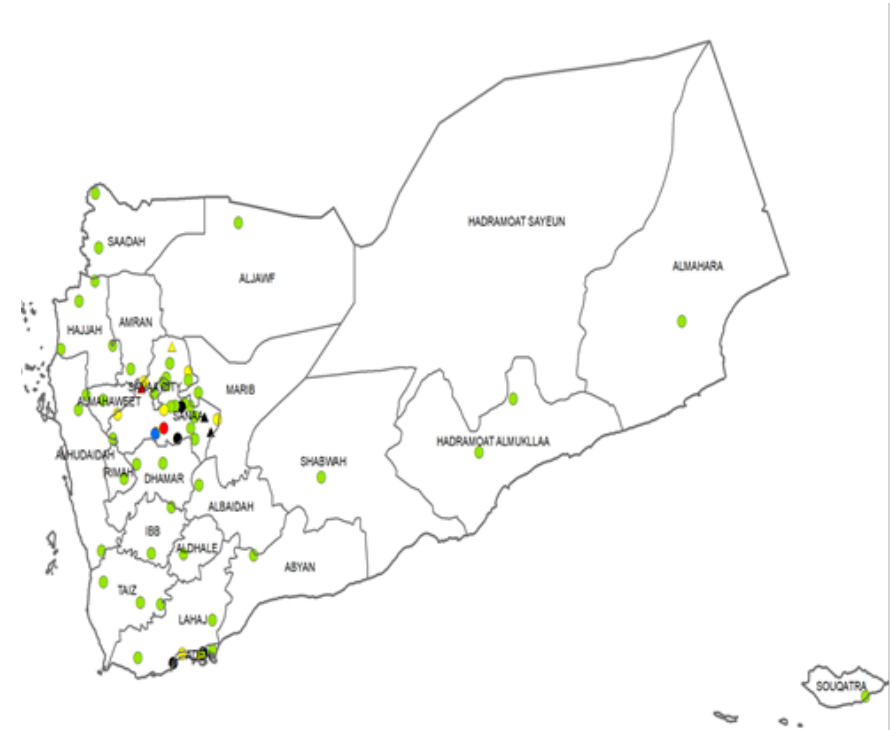 HADRAMOAT SAYEUN
SAADAH
ALMAHARA
ALJAWF
AMRAN
HAJJAH
MARIB
ALMAHAWEET
SANAA
HADRAMOAT ALMUKLLAA
ALHUDAIDAH
SHABWAH
RIMAH
DHAMAR
ALBAIDAH
IBB
ALDHALE
ABYAN
TAIZ
LAHAJ
SOUQATRA